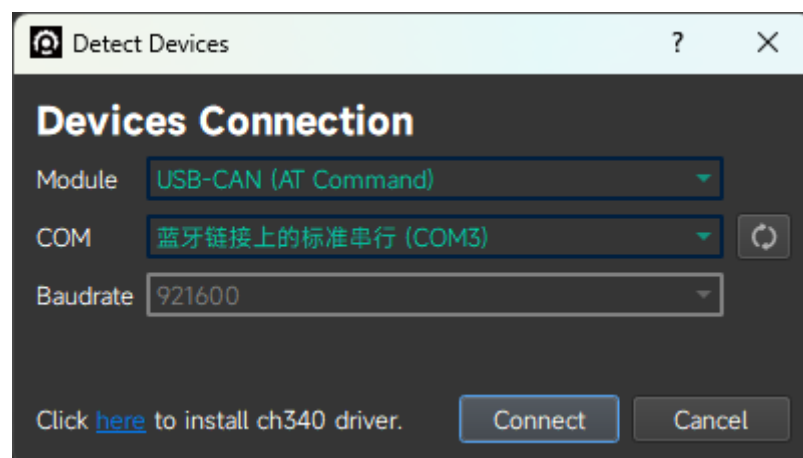 Detect Devices ?
Devices Connection
Module USB-CAN (AT Command)
COM 蓝牙链接上的标准串行 (COM3)
Baudrate 921600
Click here to install ch340 driver. Connect Cancel